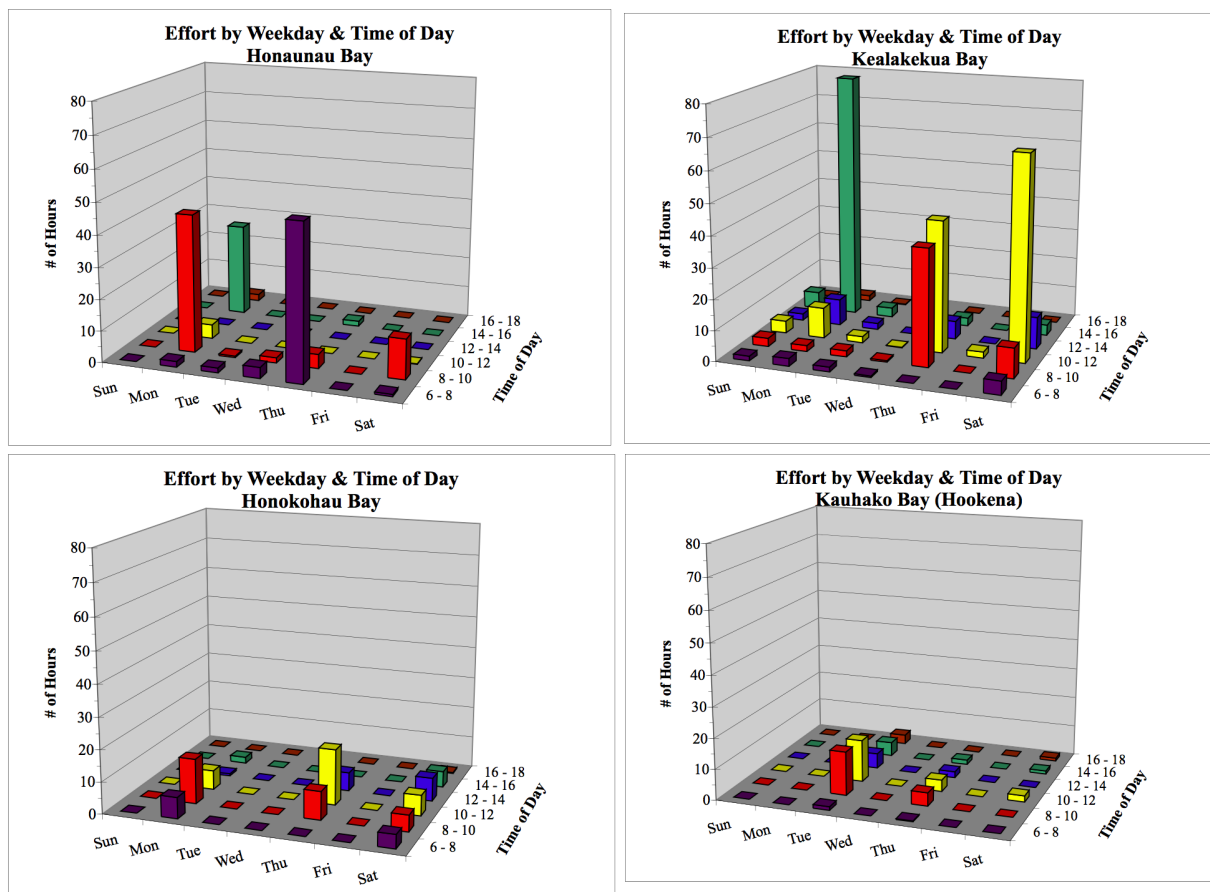 Effort by Weekday & Time of Day
Honaunau Bay
80
70
60
50
40
30
20
10
0
# of Hours
Sun
Mon
Tue
Wed
Thu
Fri
Sat
16 - 18
14 - 16
12 - 14
10 - 12
8 - 10
6 - 8
Time of Day
Effort by Weekday & Time of Day
Kealakekua Bay
80
70
60
50
40
30
20
10
0
# of Hours
Sun
Mon
Tue
Wed
Thu
Fri
Sat
16 - 18
14 - 16
12 - 14
10 - 12
8 - 10
6 - 8
Time of Day
Effort by Weekday & Time of Day
Honokohau Bay
80
70
60
50
40
30
20
10
0
# of Hours
Sun
Mon
Tue
Wed
Thu
Fri
Sat
16 - 18
14 - 16
12 - 14
10 - 12
8 - 10
6 - 8
Time of Day
Effort by Weekday & Time of Day
Kauhako Bay (Hookena)
80
70
60
50
40
30
20
10
0
# of Hours
Sun
Mon
Tue
Wed
Thu
Fri
Sat
16 - 18
14 - 16
12 - 14
10 - 12
8 - 10
6 - 8
Time of Day